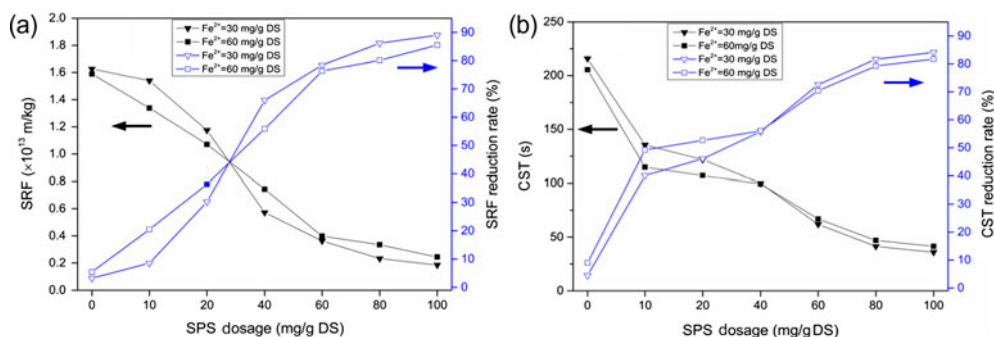 (a)
2.0
1.8
1.6
1.4
1.2
1.0
0.8
0.6
0.4
0.2
0.0
SRF (×10¹³ m/kg)
Fe²⁺=30 mg/g DS
Fe²⁺=60 mg/g DS
Fe²⁺=30 mg/g DS
Fe²⁺=60 mg/g DS
90
80
70
60
50
40
30
20
10
0
SRF reduction rate (%)
0 10 20 40 60 80 100
SPS dosage (mg/g DS)
(b)
250
200
150
100
50
0
CST (s)
Fe²⁺=30 mg/g DS
Fe²⁺=60mg/g DS
Fe²⁺=30 mg/g DS
Fe²⁺=60 mg/g DS
90
80
70
60
50
40
30
20
10
0
CST reduction rate (%)
0 10 20 40 60 80 100
SPS dosage (mg/g DS)